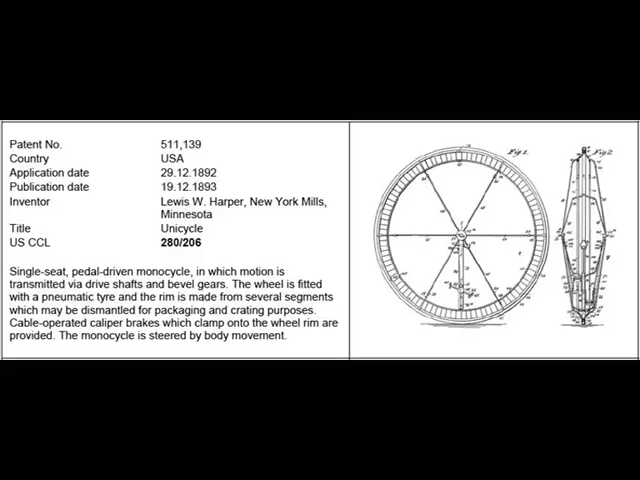 Patent No. 511,139
Country USA
Application date 29.12.1892
Publication date 19.12.1893
Inventor Lewis W. Harper, New York Mills,
Minnesota
Title Unicycle
US CCL 280/206
Single-seat, pedal-driven monocycle, in which motion is
transmitted via drive shafts and bevel gears. The wheel is fitted
with a pneumatic tyre and the rim is made from several segments
which may be dismantled for packaging and crating purposes.
Cable-operated caliper brakes which clamp onto the wheel rim are
provided. The monocycle is steered by body movement.
Fig. 1
Fig. 2